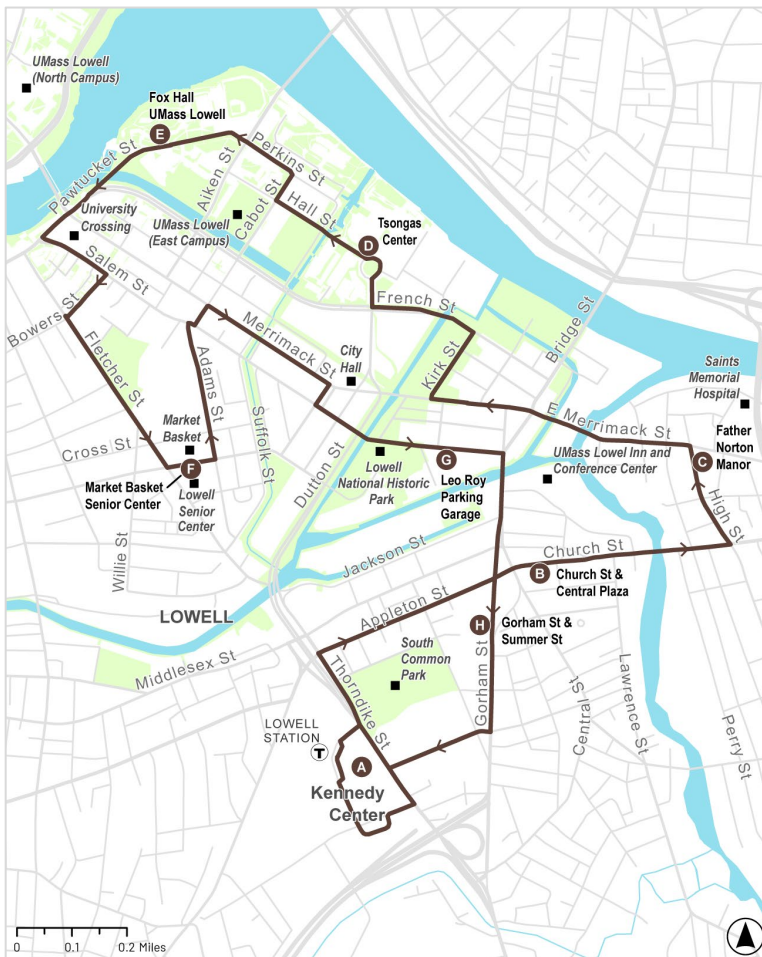 UMass Lowell
(North Campus)
Fox Hall
UMass Lowell
E
Perkins St
Pawtucket St
Aiken St
Cabot St
Hall St
University
Crossing
UMass Lowell
(East Campus)
Tsongas
Center
D
Salem St
French St
Bowers St
Merrimack St
Bridge St
Fletcher St
Adams St
City
Hall
Kirk St
Saints
Memorial
Hospital
E Merrimack St
Market
Basket
Cross St
Suffolk St
Dutton St
Father
Norton
Manor
C
F
G
UMass Lowel Inn and
Conference Center
Lowell
National Historic
Park
Leo Roy
Parking
Garage
Market Basket
Senior Center
Lowell
Senior
Center
High St
Willie St
Jackson St
Church St
B
Church St &
Central Plaza
LOWELL
Appleton St
H
Gorham St &
Summer St
Middlesex St
South
Common
Park
Thorndike St
Gorham St
Central St
Lawrence St
Perry St
LOWELL
STATION
T
A
Kennedy
Center
0 0.1 0.2 Miles